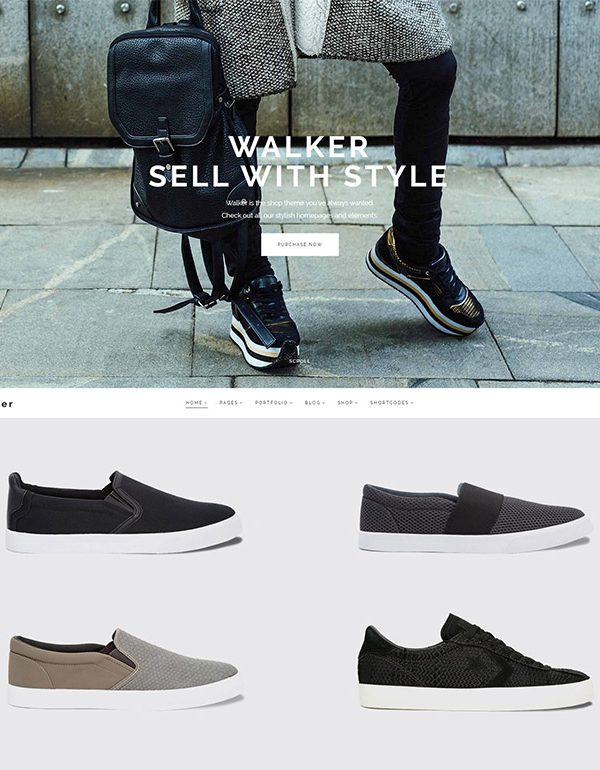 WALKER
SELL WITH STYLE
Walker is the shop theme you've always wanted.
Check out all our stylish homepages and elements.
PURCHASE NOW
SCROLL
er
HOME
PAGES
PORTFOLIO
BLOG
SHOP
SHORTCODES